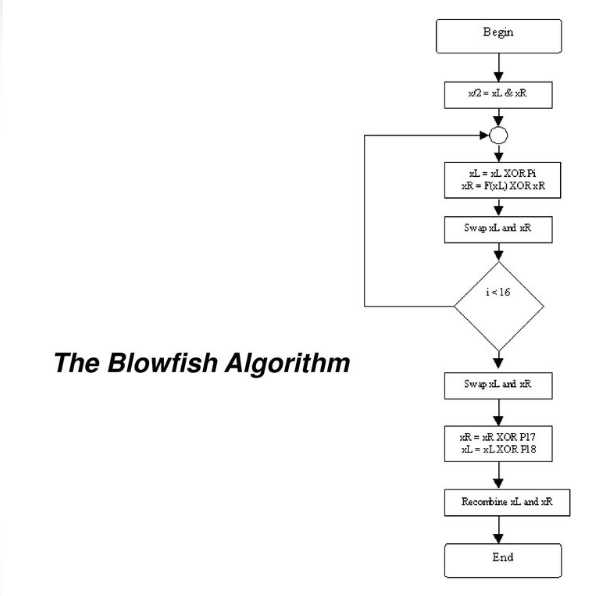 Begin
x/2 = xL & xR
xL = xL XOR Pi
xR = F(xL) XOR xR
Swap xL and xR
i < 16
The Blowfish Algorithm
Swap xL and xR
xR = xR XOR P17
xL = xL XOR P18
Recombine xL and xR
End